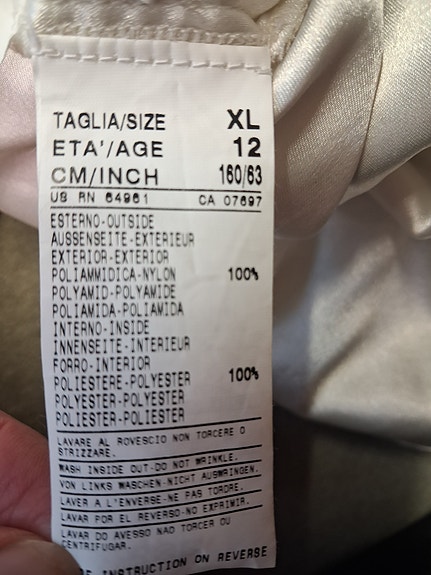 TAGLIA/SIZE XL
ETA'/AGE 12
CM/INCH 160/63
US RN 64961 CA 07697
ESTERNO-OUTSIDE
AUSSENSEITE-EXTERIEUR
EXTERIOR-EXTERIOR
POLIAMMIDICA-NYLON 100%
POLYAMID-POLYAMIDE
POLIAMIDA-POLIAMIDA
INTERNO-INSIDE
INNENSEITE-INTERIEUR
FORRO-INTERIOR
POLIESTERE-POLYESTER 100%
POLYESTER-POLYESTER
POLIESTER-POLIESTER
LAVARE AL ROVESCIO NON TORCERE O
STRIZZARE.
WASH INSIDE OUT-DO NOT WRINKLE.
VON LINKS WASCHEN-NICHT AUSWRINGEN.
LAVER A L'ENVERSE-NE PAS TORDRE.
LAVAR POR EL REVERSO-NO EXPRIMIR.
LAVAR DO AVESSO NAO TORCER OU
CENTRIFUGAR.
INSTRUCTION ON REVERSE